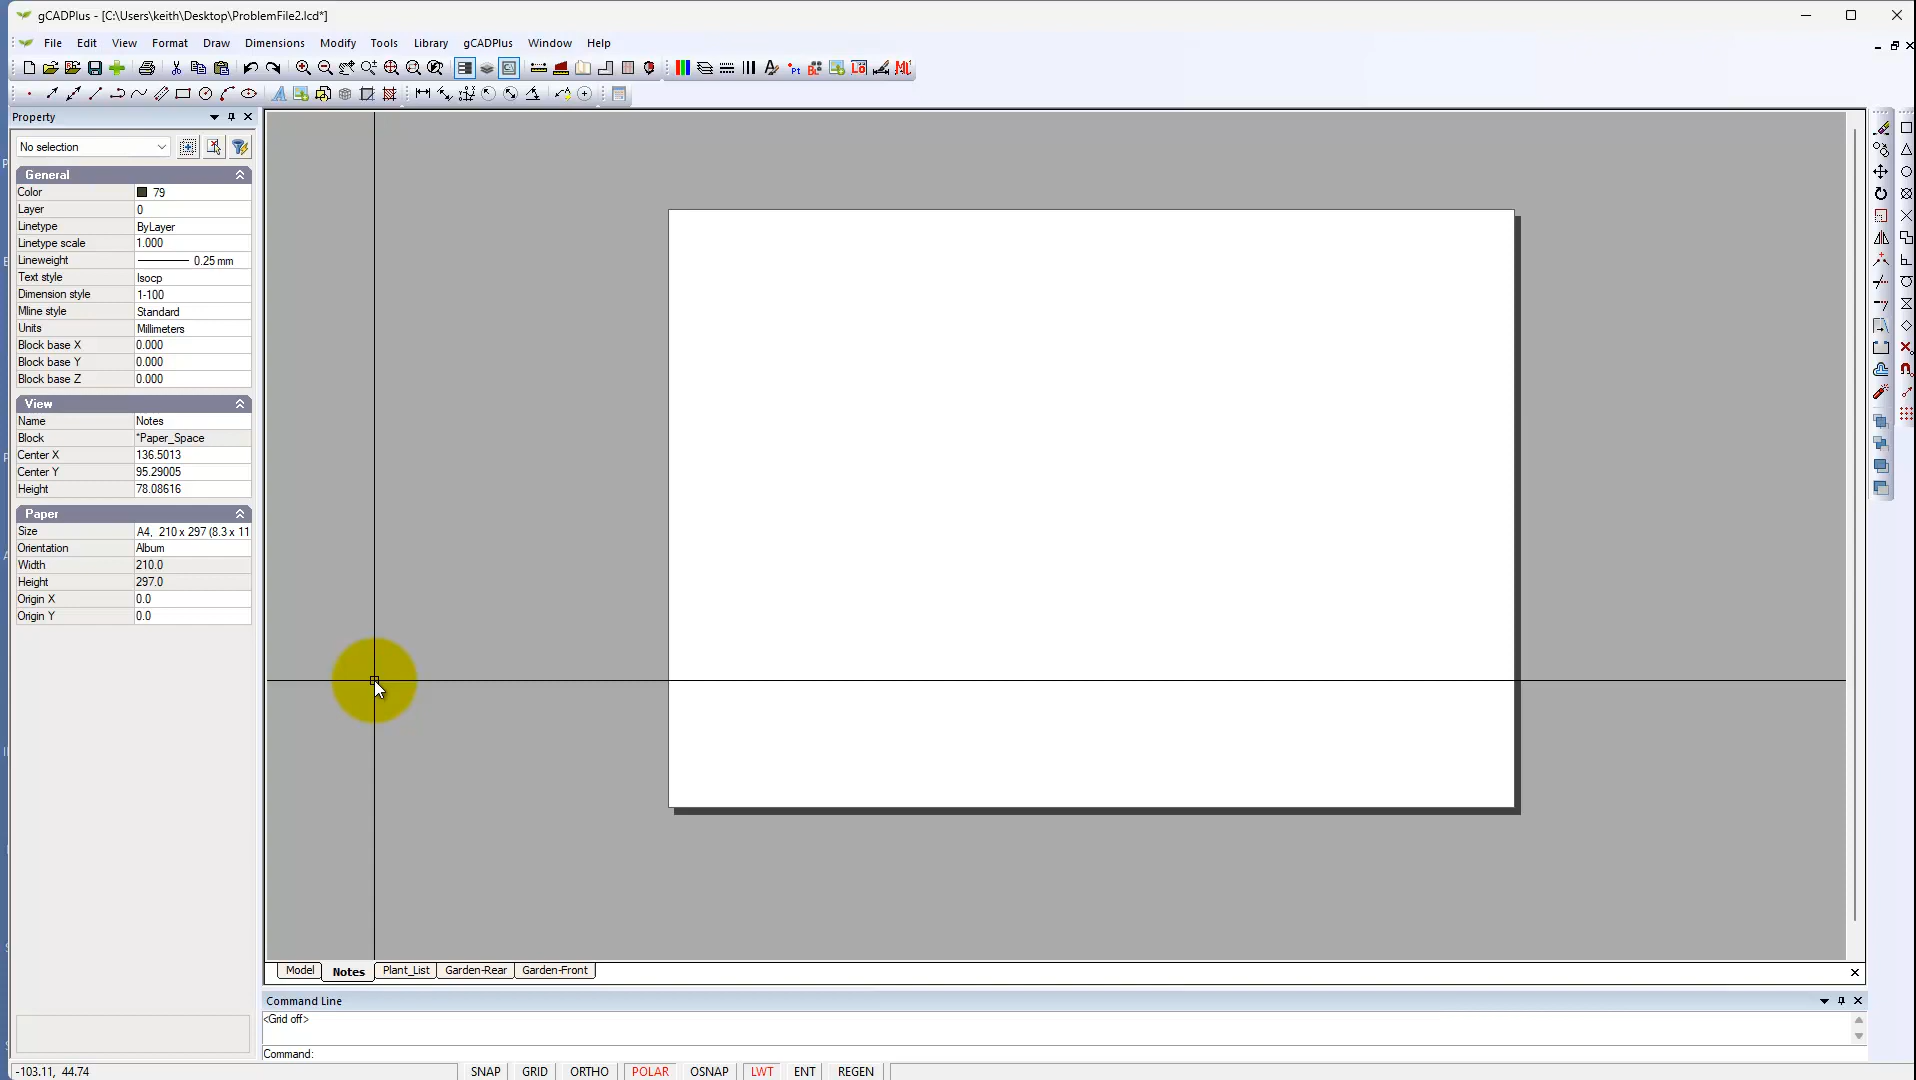 gCADPlus - [C:\Users\keith\Desktop\ProblemFile2.lcd*]
File Edit View Format Draw Dimensions Modify Tools Library gCADPlus Window Help
Property
No selection
General
Color 79
Layer 0
Linetype ByLayer
Linetype scale 1.000
Lineweight 0.25 mm
Text style Isocp
Dimension style 1-100
Mline style Standard
Units Millimeters
Block base X 0.000
Block base Y 0.000
Block base Z 0.000
View
Name Notes
Block *Paper_Space
Center X 136.5013
Center Y 95.29005
Height 78.08616
Paper
Size A4, 210 x 297 (8.3 x 11
Orientation Album
Width 210.0
Height 297.0
Origin X 0.0
Origin Y 0.0
Model Notes Plant_List Garden-Rear Garden-Front
Command Line
<Grid off>
Command:
-103.11, 44.74 SNAP GRID ORTHO POLAR OSNAP LWT ENT REGEN